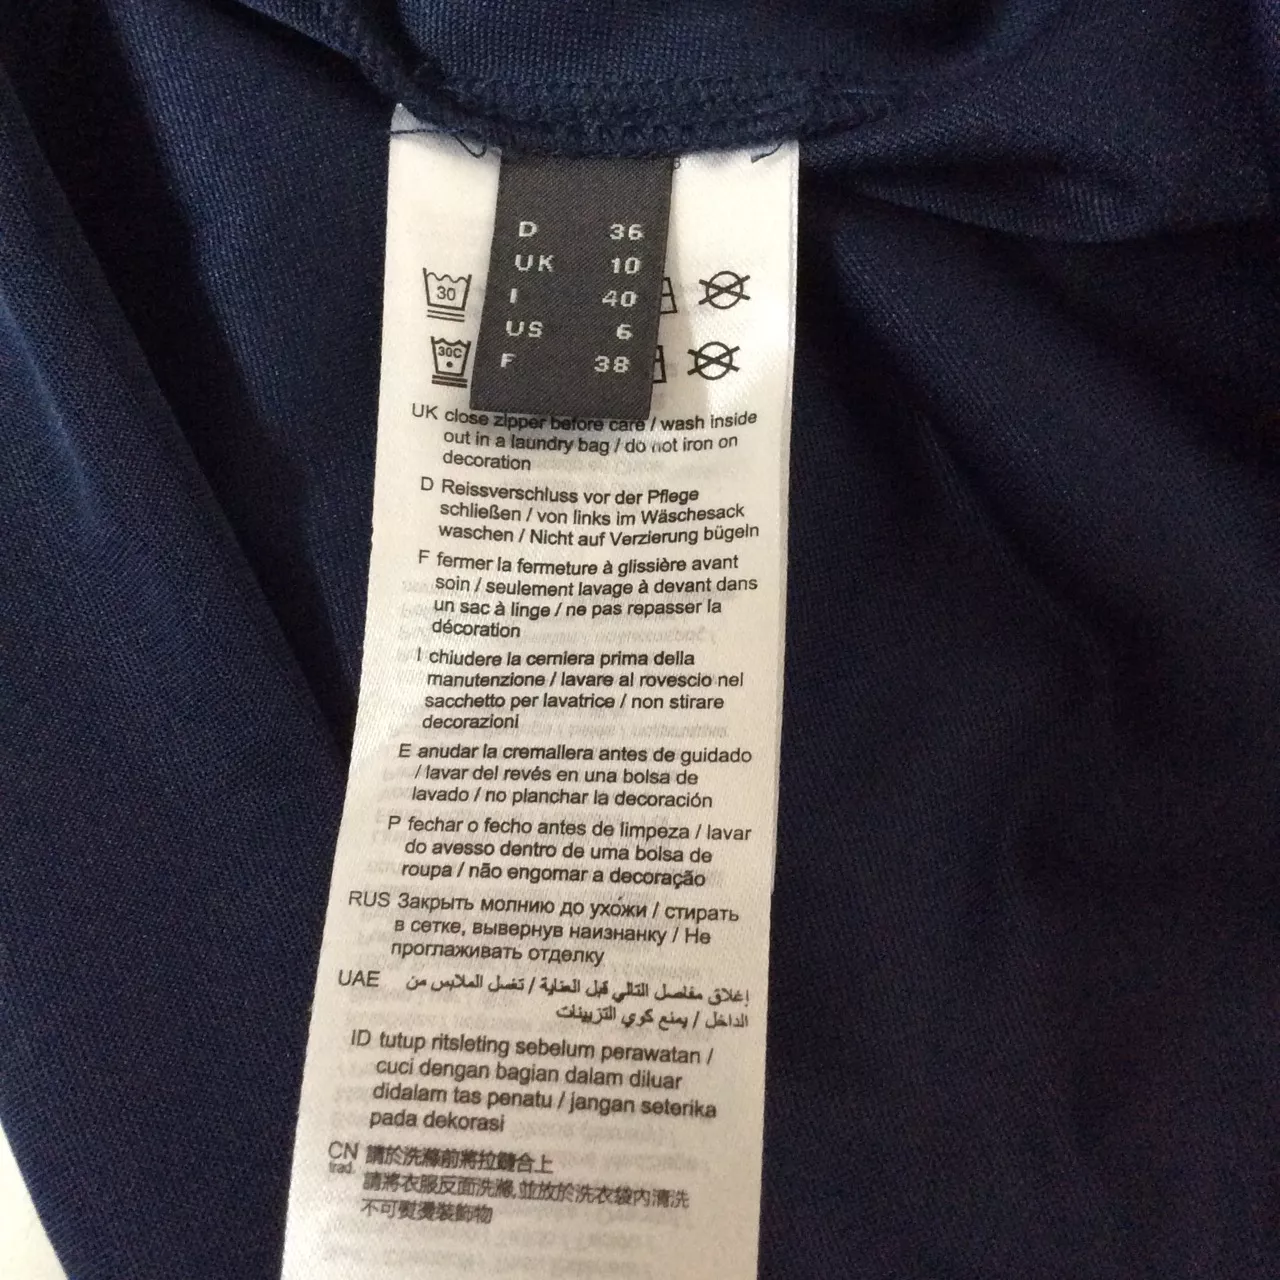 D 36
UK 10
I 40
US 6
F 38
30
30C
UK close zipper before care / wash inside
out in a laundry bag / do not iron on
decoration
D Reissverschluss vor der Pflege
schließen / von links im Wäschesack
waschen / Nicht auf Verzierung bügeln
F fermer la fermeture à glissière avant
soin / seulement lavage à devant dans
un sac à linge / ne pas repasser la
décoration
I chiudere la cerniera prima della
manutenzione / lavare al rovescio nel
sacchetto per lavatrice / non stirare
decorazioni
E anudar la cremallera antes de guidado
/ lavar del revés en una bolsa de
lavado / no planchar la decoración
P fechar o fecho antes de limpeza / lavar
do avesso dentro de uma bolsa de
roupa / não engomar a decoração
RUS Закрыть молнию до ухо́жи / стирать
в сетке, вывернув наизнанку / Не
проглаживать отделку
UAE إغلاق مفاصل التالي قبل العناية / تغسل الملابس من
الداخل / يمنع كوي التزيينات
ID tutup ritsleting sebelum perawatan /
cuci dengan bagian dalam diluar
didalam tas penatu / jangan seterika
pada dekorasi
CN trad. 請於洗滌前將拉鏈合上
請將衣服反面洗滌,並放於洗衣袋內清洗
不可熨燙裝飾物